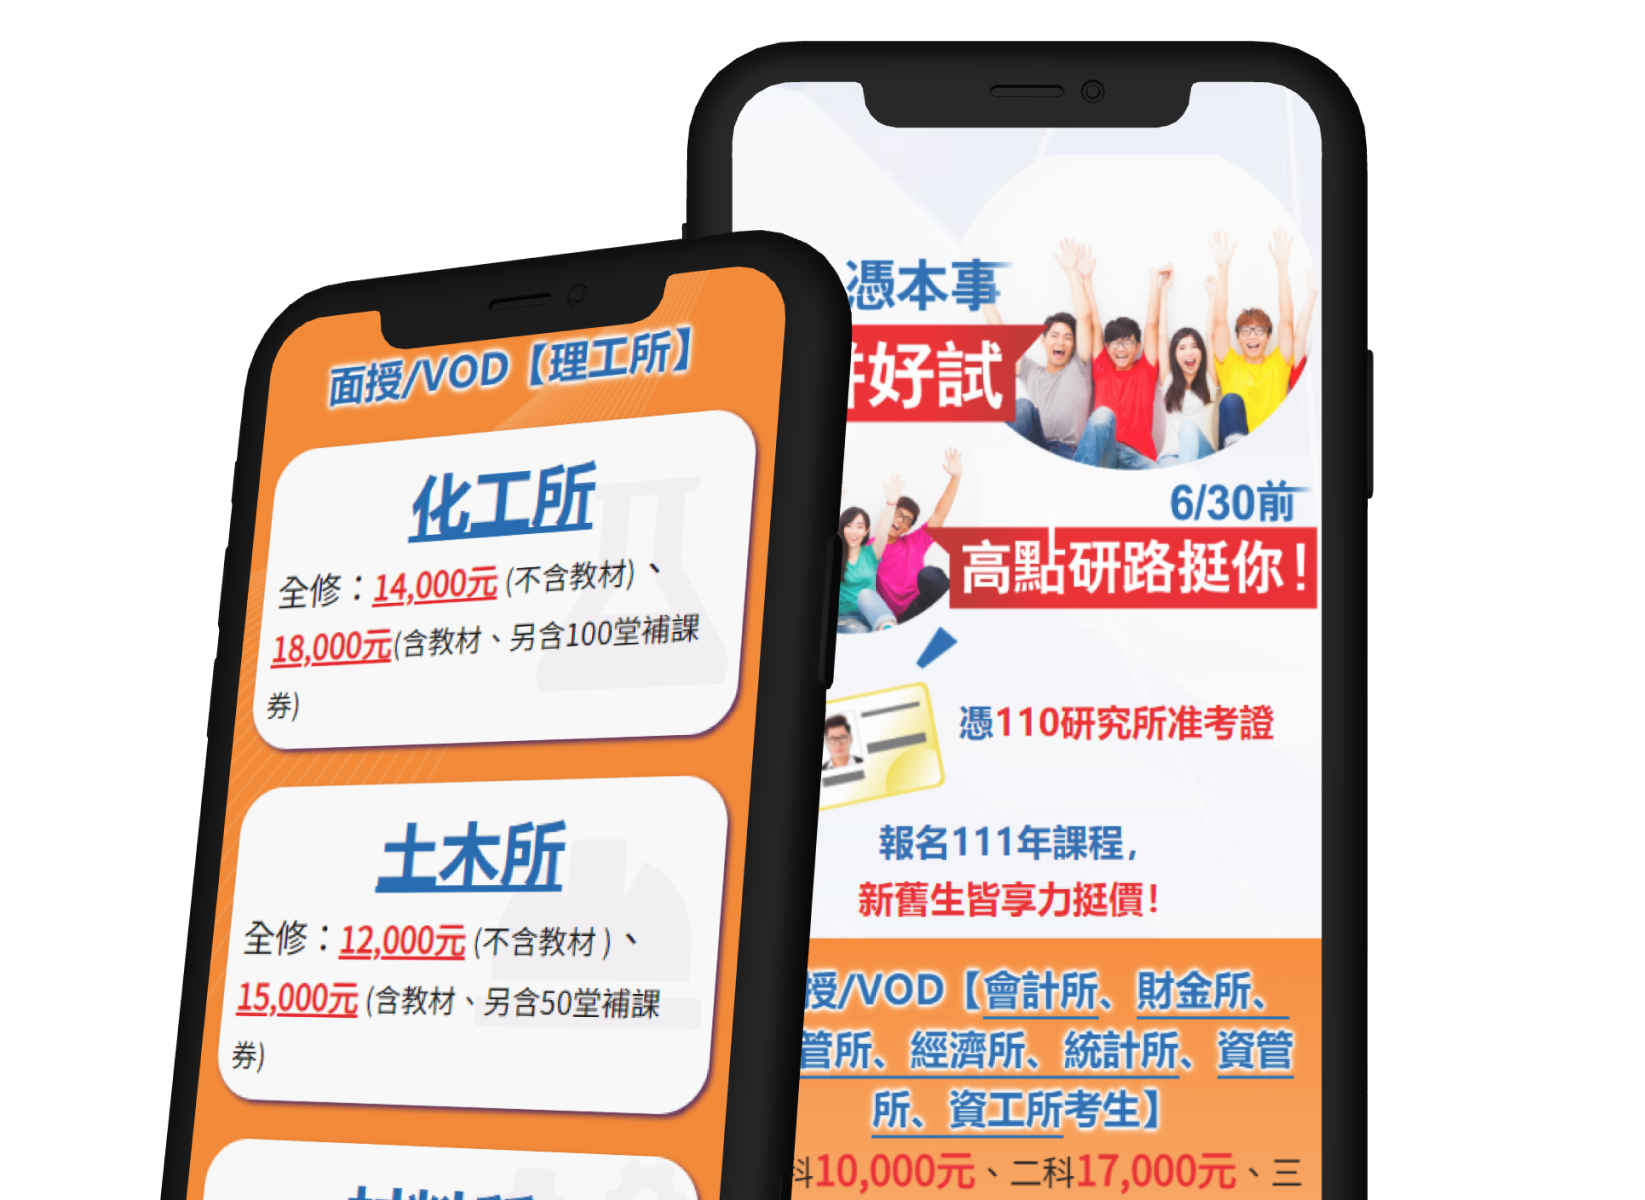 面授/VOD【理工所】
化工所
全修：14,000元 (不含教材)、
18,000元(含教材、另含100堂補課
券)
土木所
全修：12,000元 (不含教材 )、
15,000元 (含教材、另含50堂補課
券)
憑本事
好試
6/30前
高點研路挺你!
憑110研究所准考證
報名111年課程,
新舊生皆享力挺價!
授/VOD【會計所、財金所、
管所、經濟所、統計所、資管
所、資工所考生】
科10,000元、二科17,000元、三